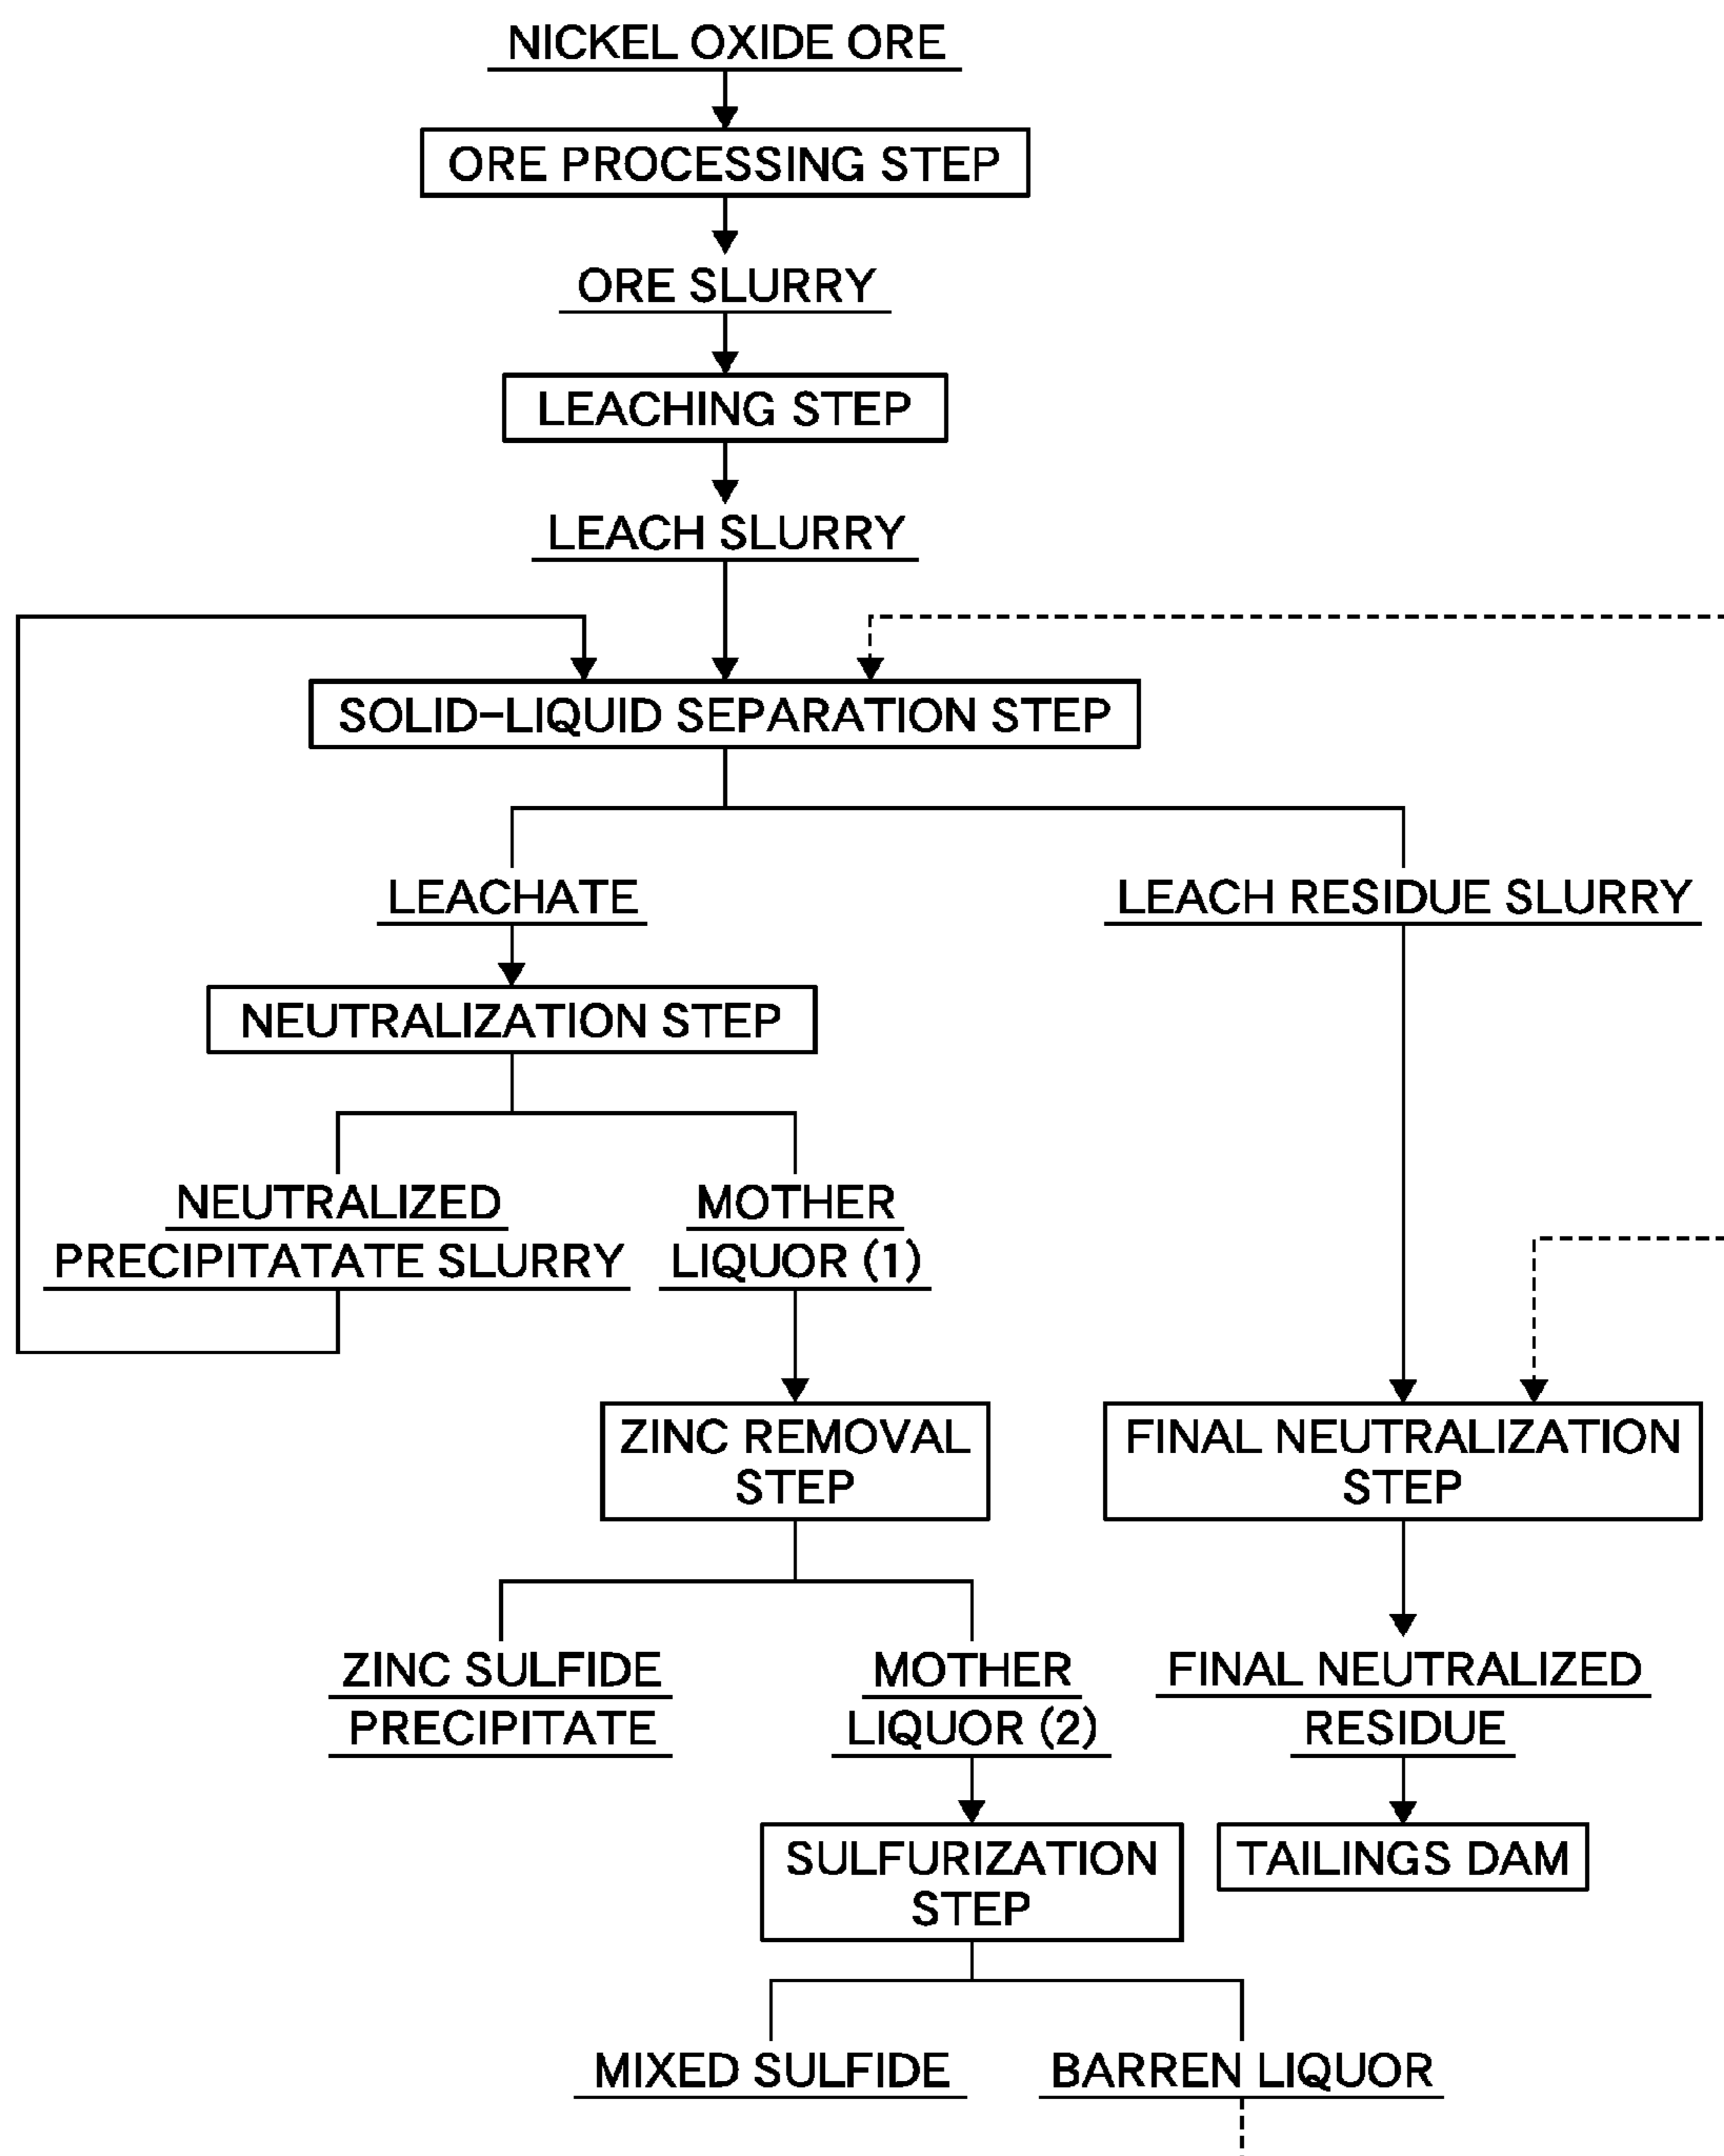 NICKEL OXIDE ORE
ORE PROCESSING STEP
ORE SLURRY
LEACHING STEP
LEACH SLURRY
SOLID-LIQUID SEPARATION STEP
LEACHATE
LEACH RESIDUE SLURRY
NEUTRALIZATION STEP
NEUTRALIZED
PRECIPITATATE SLURRY
MOTHER
LIQUOR (1)
ZINC REMOVAL
STEP
FINAL NEUTRALIZATION
STEP
ZINC SULFIDE
PRECIPITATE
MOTHER
LIQUOR (2)
FINAL NEUTRALIZED
RESIDUE
SULFURIZATION
STEP
TAILINGS DAM
MIXED SULFIDE
BARREN LIQUOR